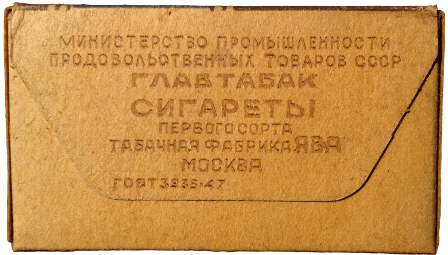 МИНИСТЕРСТВО ПРОМЫШЛЕННОСТИ
ПРОДОВОЛЬСТВЕННЫХ ТОВАРОВ СССР
ГЛАВТАБАК
СИГАРЕТЫ
ПЕРВОГО СОРТА
ТАБАЧНАЯ ФАБРИКА ЯВА
МОСКВА
ГОСТ 3935-47